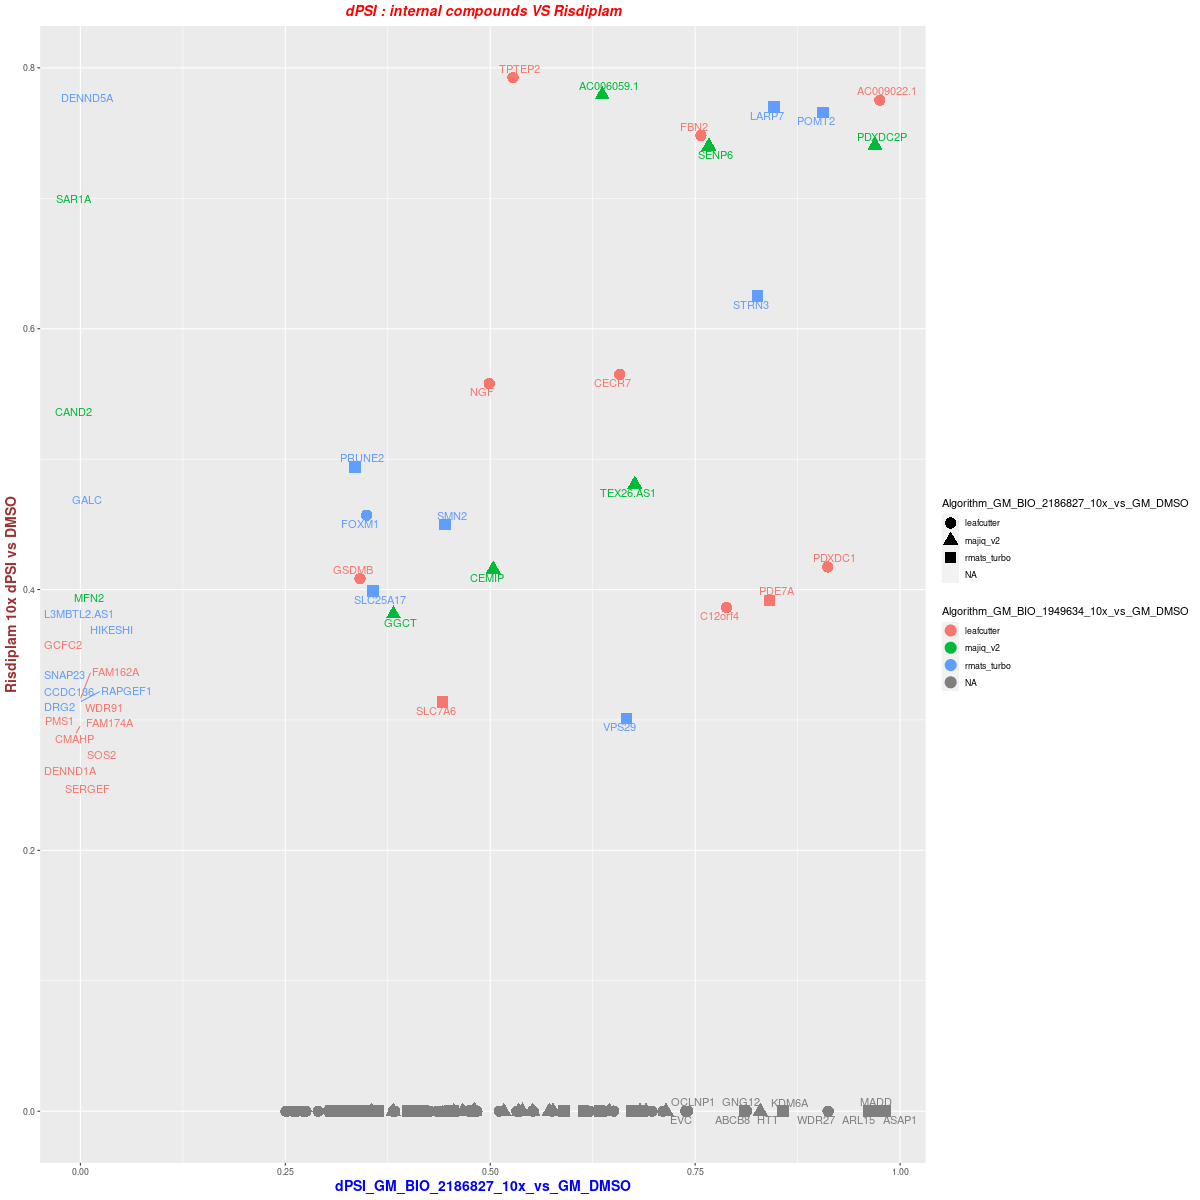 dPSI : internal compounds VS Risdiplam
TPTEP2
AC006059.1
AC009022.1
DENND5A
LARP7
POMT2
FBN2
SENP6
PDXDC2P
SAR1A
STRN3
NGF
CECR7
CAND2
PRUNE2
TEX26.AS1
GALC
FOXM1
SMN2
PDXDC1
GSDMB
CEMIP
SLC25A17
PDE7A
MFN2
L3MBTL2.AS1
GGCT
C12orf4
HIKESHI
GCFC2
SNAP23
FAM162A
CCDC136
RAPGEF1
DRG2
WDR91
PMS1
FAM174A
SLC7A6
VPS29
CMAHP
SOS2
DENND1A
SERGEF
OCLNP1
GNG12
KDM6A
MADD
EVC
ABCB8
HTT
WDR27
ARL15
ASAP1
0.8
0.6
0.4
0.2
0.0
0.00
0.25
0.50
0.75
1.00
Risdiplam 10x dPSI vs DMSO
dPSI_GM_BIO_2186827_10x_vs_GM_DMSO
Algorithm_GM_BIO_2186827_10x_vs_GM_DMSO
leafcutter
majiq_v2
rmats_turbo
NA
Algorithm_GM_BIO_1949634_10x_vs_GM_DMSO
leafcutter
majiq_v2
rmats_turbo
NA